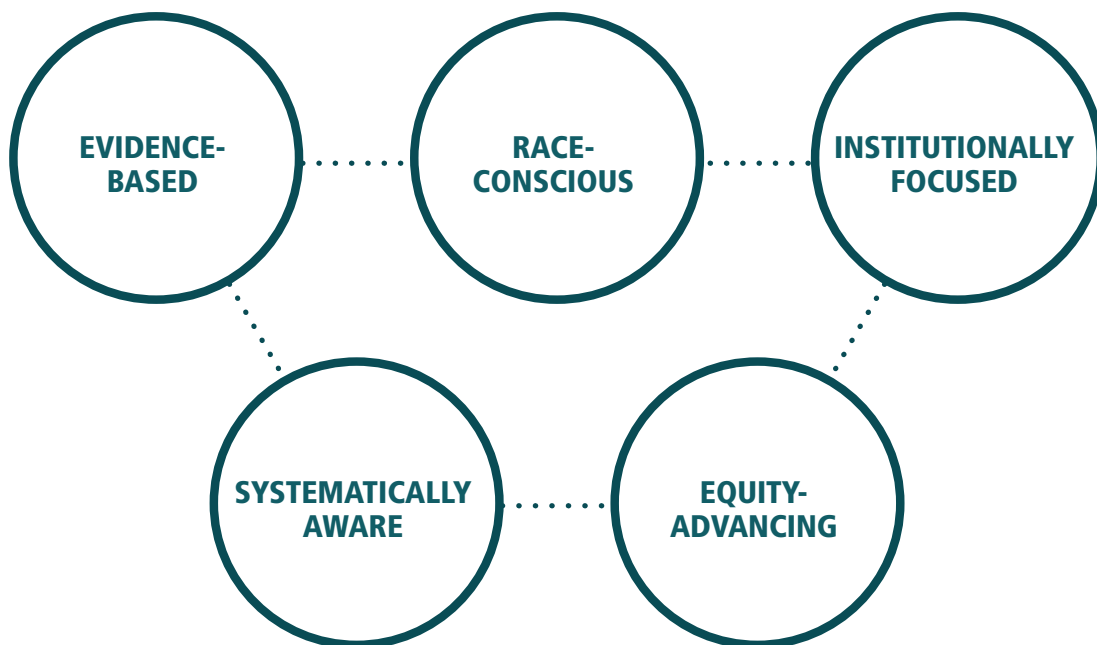 EVIDENCE-
BASED
RACE-
CONSCIOUS
INSTITUTIONALLY
FOCUSED
SYSTEMATICALLY
AWARE
EQUITY-
ADVANCING